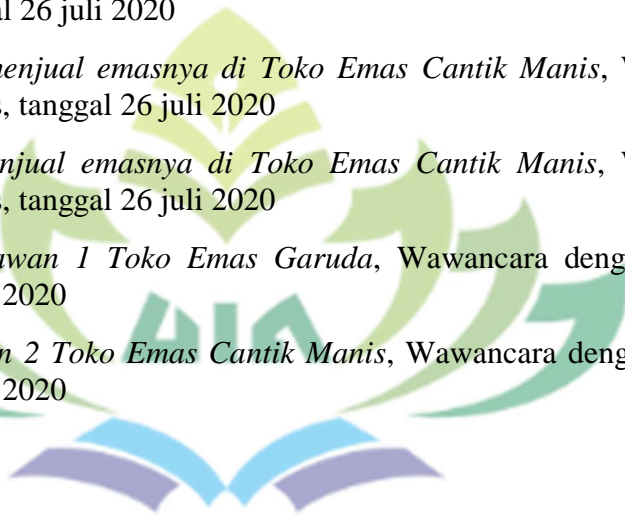 al 26 juli 2020
menjual emasnya di Toko Emas Cantik Manis,
s, tanggal 26 juli 2020
njual emasnya di Toko Emas Cantik Manis,
s, tanggal 26 juli 2020
awan 1 Toko Emas Garuda, Wawancara deng
2020
n 2 Toko Emas Cantik Manis, Wawancara deng
2020